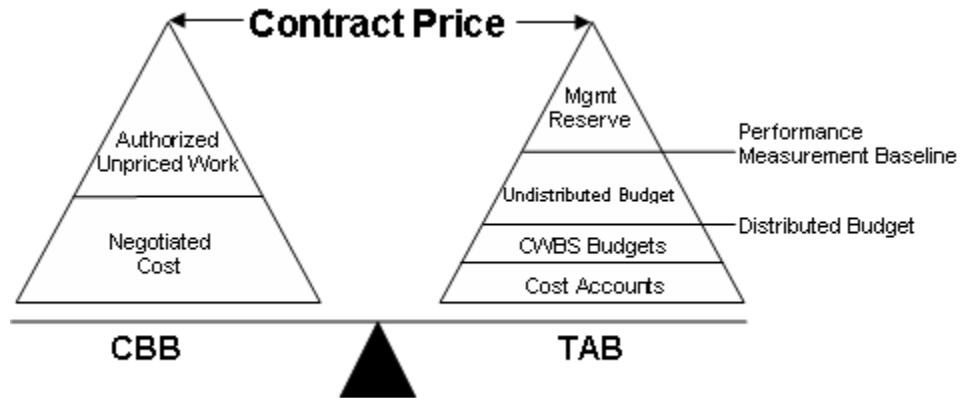 Contract Price
Authorized
Unpriced Work
Negotiated
Cost
CBB
Mgmt
Reserve
Performance
Measurement Baseline
Undistributed Budget
Distributed Budget
CWBS Budgets
Cost Accounts
TAB